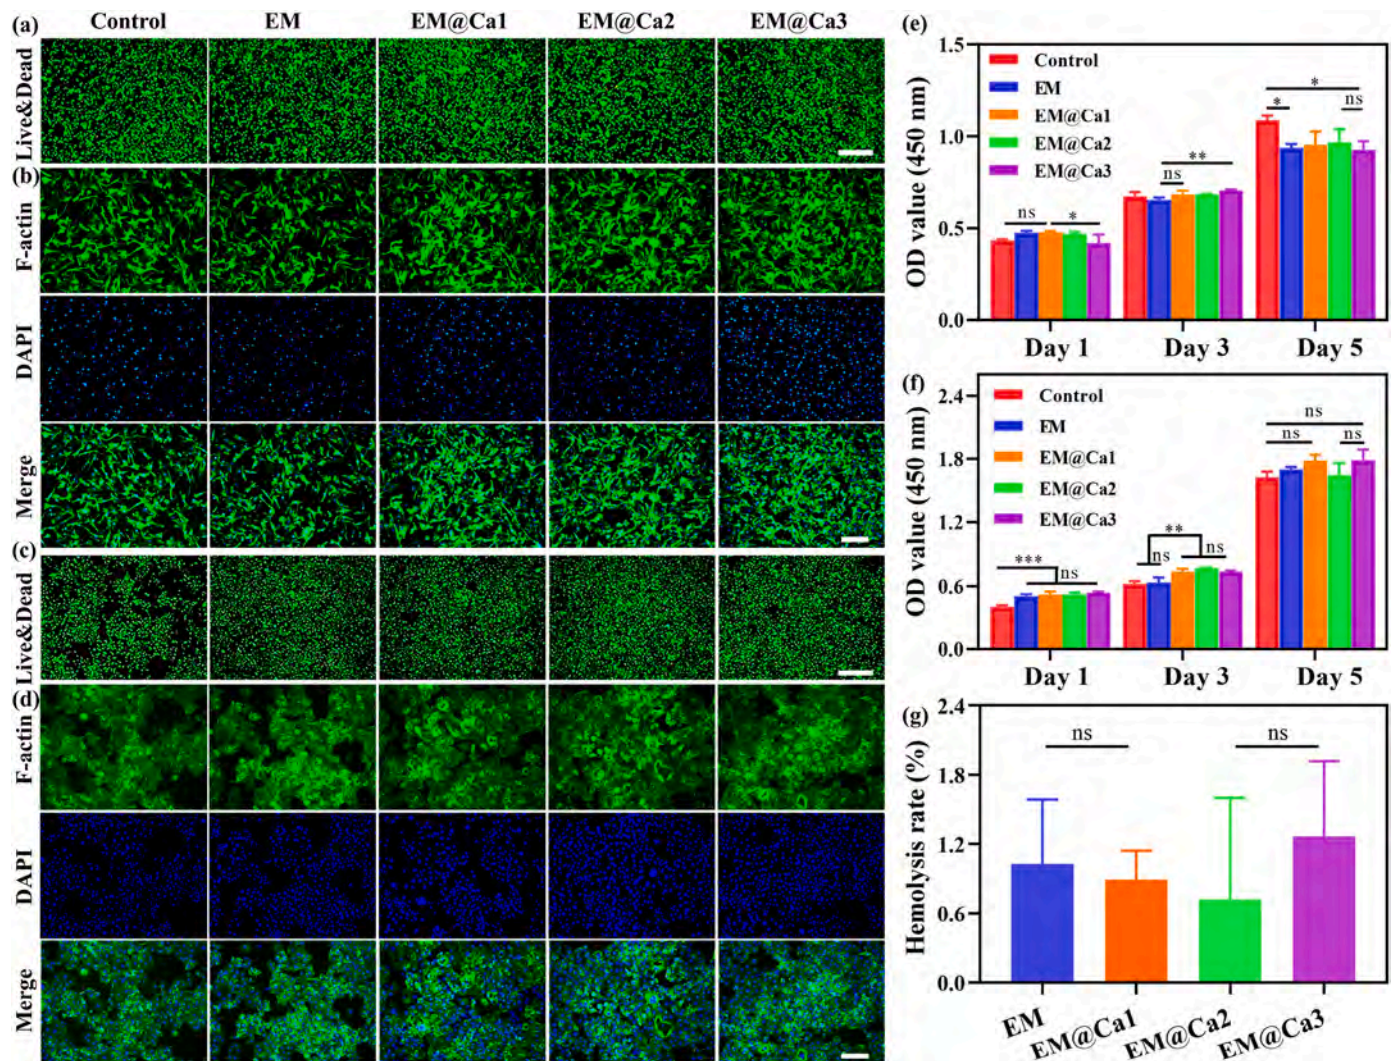 (a) Control EM EM@Ca1 EM@Ca2 EM@Ca3
Live&Dead
(b)
F-actin
DAPI
Merge
(c)
Live&Dead
(d)
F-actin
DAPI
Merge
(e)
OD value (450 nm)
1.5
1.0
0.5
0.0
Control
EM
EM@Ca1
EM@Ca2
EM@Ca3
ns *
ns **
* * ns
Day 1 Day 3 Day 5
(f)
OD value (450 nm)
2.4
1.8
1.2
0.6
0.0
Control
EM
EM@Ca1
EM@Ca2
EM@Ca3
*** ns
** ns ns
ns ns ns
Day 1 Day 3 Day 5
(g)
Hemolysis rate (%)
2.4
1.8
1.2
0.6
0.0
ns ns
EM EM@Ca1 EM@Ca2 EM@Ca3